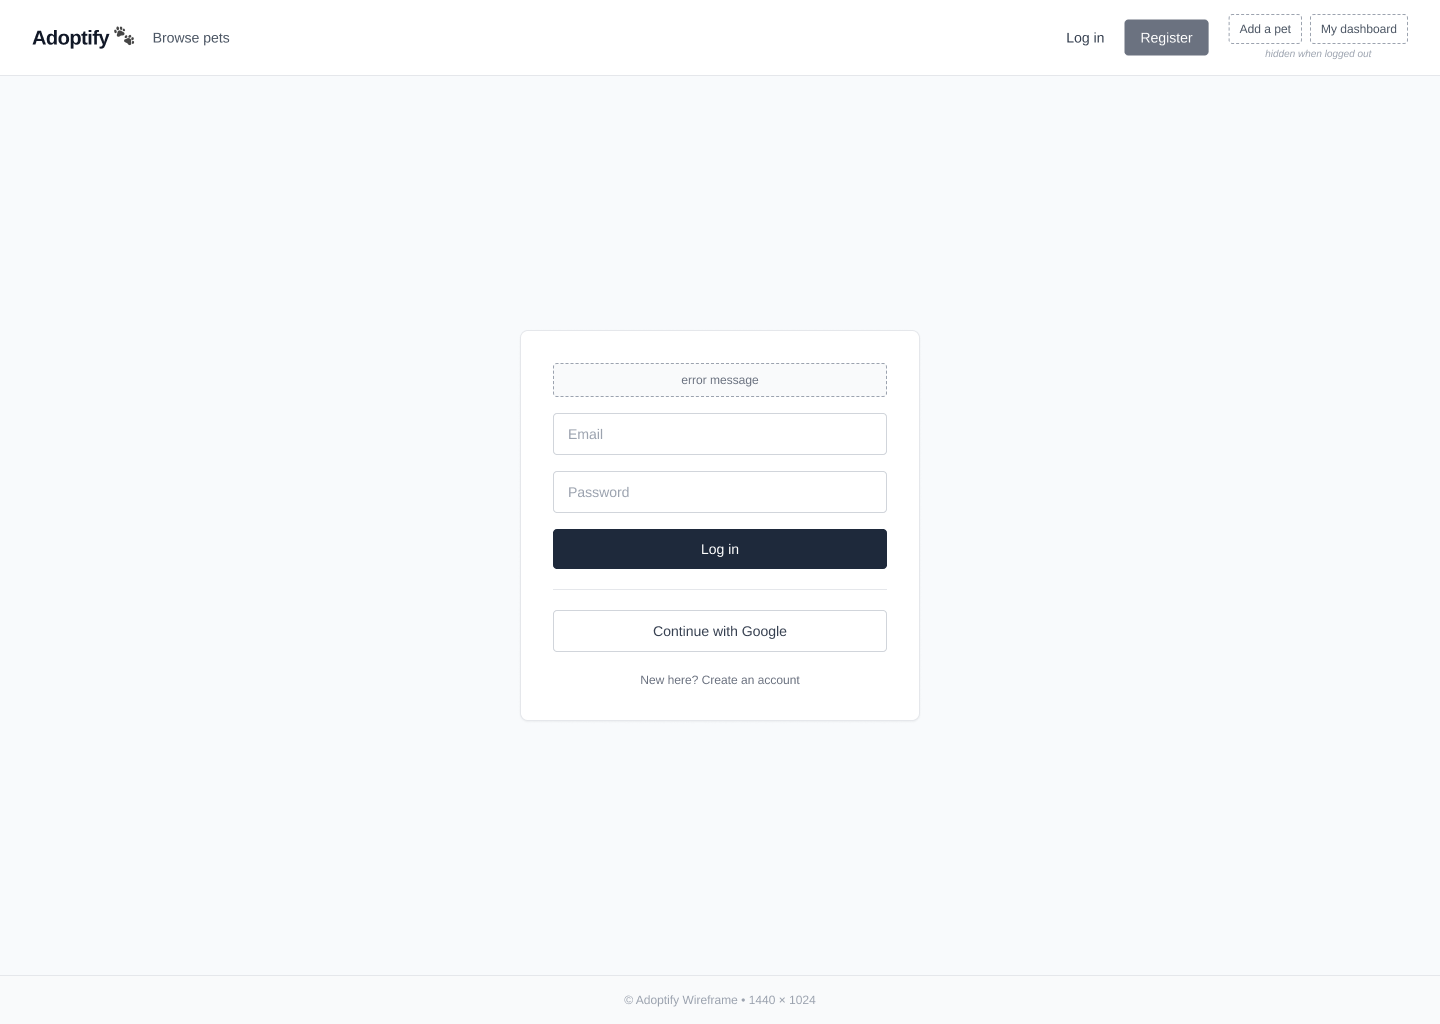 Adoptify 🐾 Browse pets Log in Register Add a pet My dashboard
hidden when logged out
error message
Email
Password
Log in
Continue with Google
New here? Create an account
© Adoptify Wireframe • 1440 × 1024